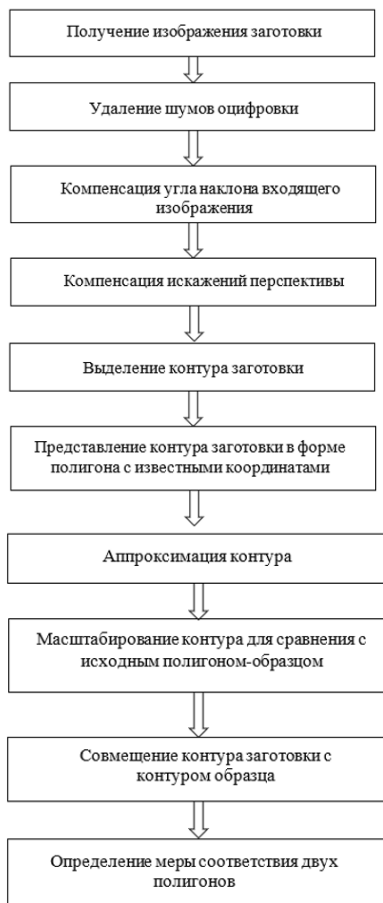 Получение изображения заготовки
Удаление шумов оцифровки
Компенсация угла наклона входящего
изображения
Компенсация искажений перспективы
Выделение контура заготовки
Представление контура заготовки в форме
полигона с известными координатами
Аппроксимация контура
Масштабирование контура для сравнения с
исходным полигоном-образцом
Совмещение контура заготовки с
контуром образца
Определение меры соответствия двух
полигонов